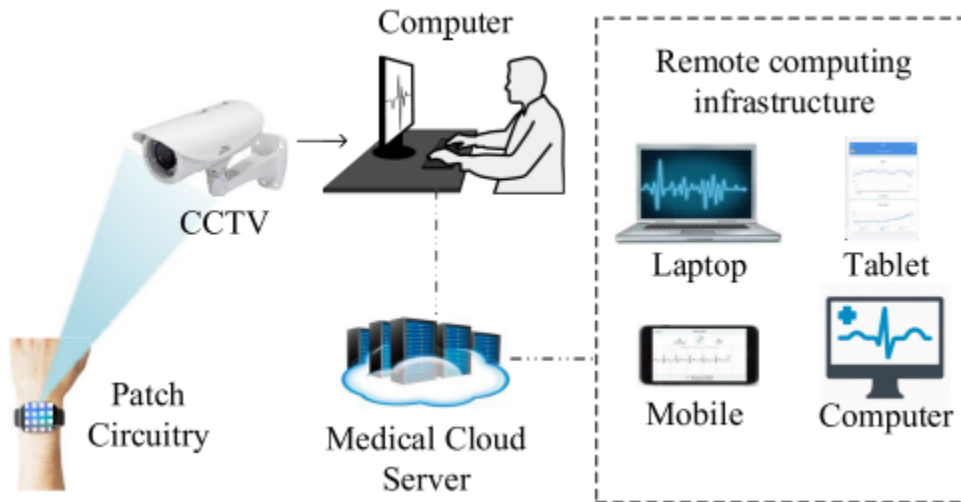 Computer
Remote computing
infrastructure
CCTV
Laptop
Tablet
Patch
Circuitry
Medical Cloud
Server
Mobile
Computer